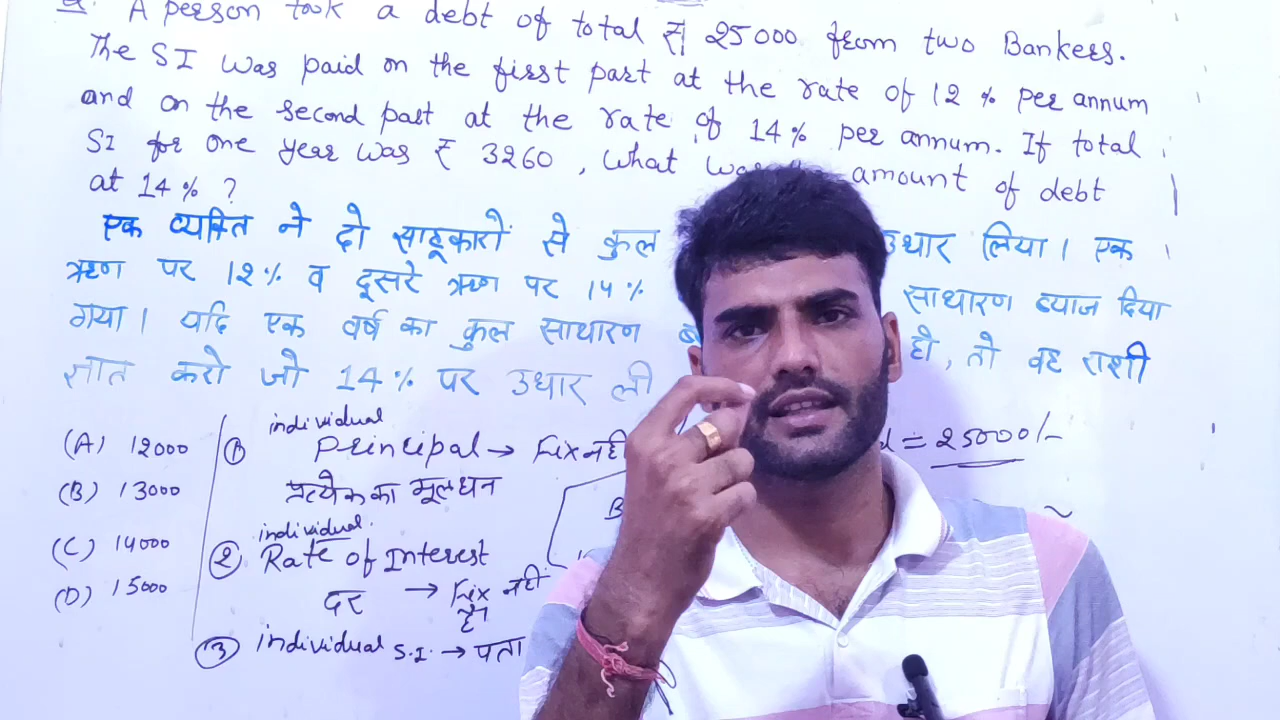 Q. A person took a debt of total ₹ 25000 from two Bankers.
The SI was paid on the first part at the rate of 12 % per annum
and on the second part at the rate of 14% per annum. If total
SI for one year was ₹ 3260, what amount of debt
at 14 % ?
एक व्यक्ति ने दो साहूकारों से कुल उधार लिया। एक
ऋण पर 12% व दूसरे ऋण पर 14% साधारण ब्याज दिया
गया। यदि एक वर्ष का कुल साधारण हो, तो वह राशी
ज्ञात करो जो 14% पर उधार ली
(A) 12000
(B) 13000
(C) 14000
(D) 15000
① individual
Principal → Fix नही
प्रत्येक का मूलधन
② individual
Rate of Interest
दर → Fix नही
है
③ individual S.I. → पता
= 25000/-